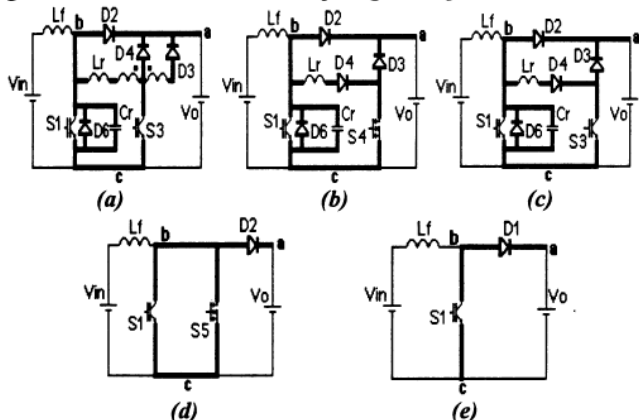 Lf b D2 a
D4
Lr D3
Vin
Cr Vo
S1 D6 S3
c
(a)
Lf b D2 a
D3
Lr D4
Vin
Cr Vo
S1 D6 S4
c
(b)
Lf b D2 a
D3
Lr D4
Vin
Cr Vo
S1 D6 S3
c
(c)
Lf b D2 a
Vin Vo
S1 S5
c
(d)
Lf b D1 a
Vin Vo
S1
c
(e)